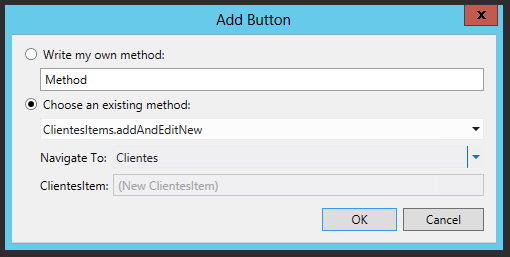 Add Button
x
Write my own method:
Method
Choose an existing method:
ClientesItems.addAndEditNew
Navigate To: Clientes
ClientesItem: (New ClientesItem)
OK Cancel